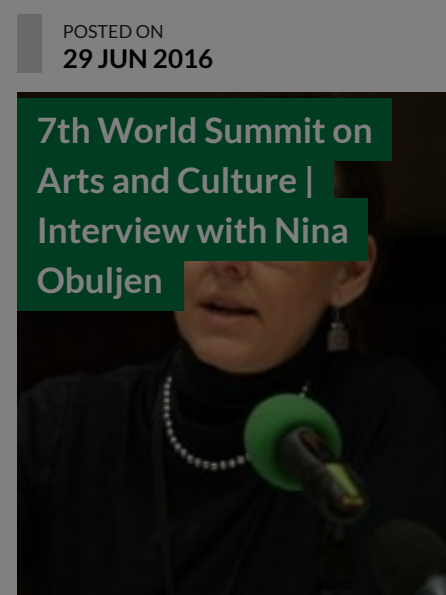 POSTED ON
29 JUN 2016
7th World Summit on
Arts and Culture |
Interview with Nina
Obuljen